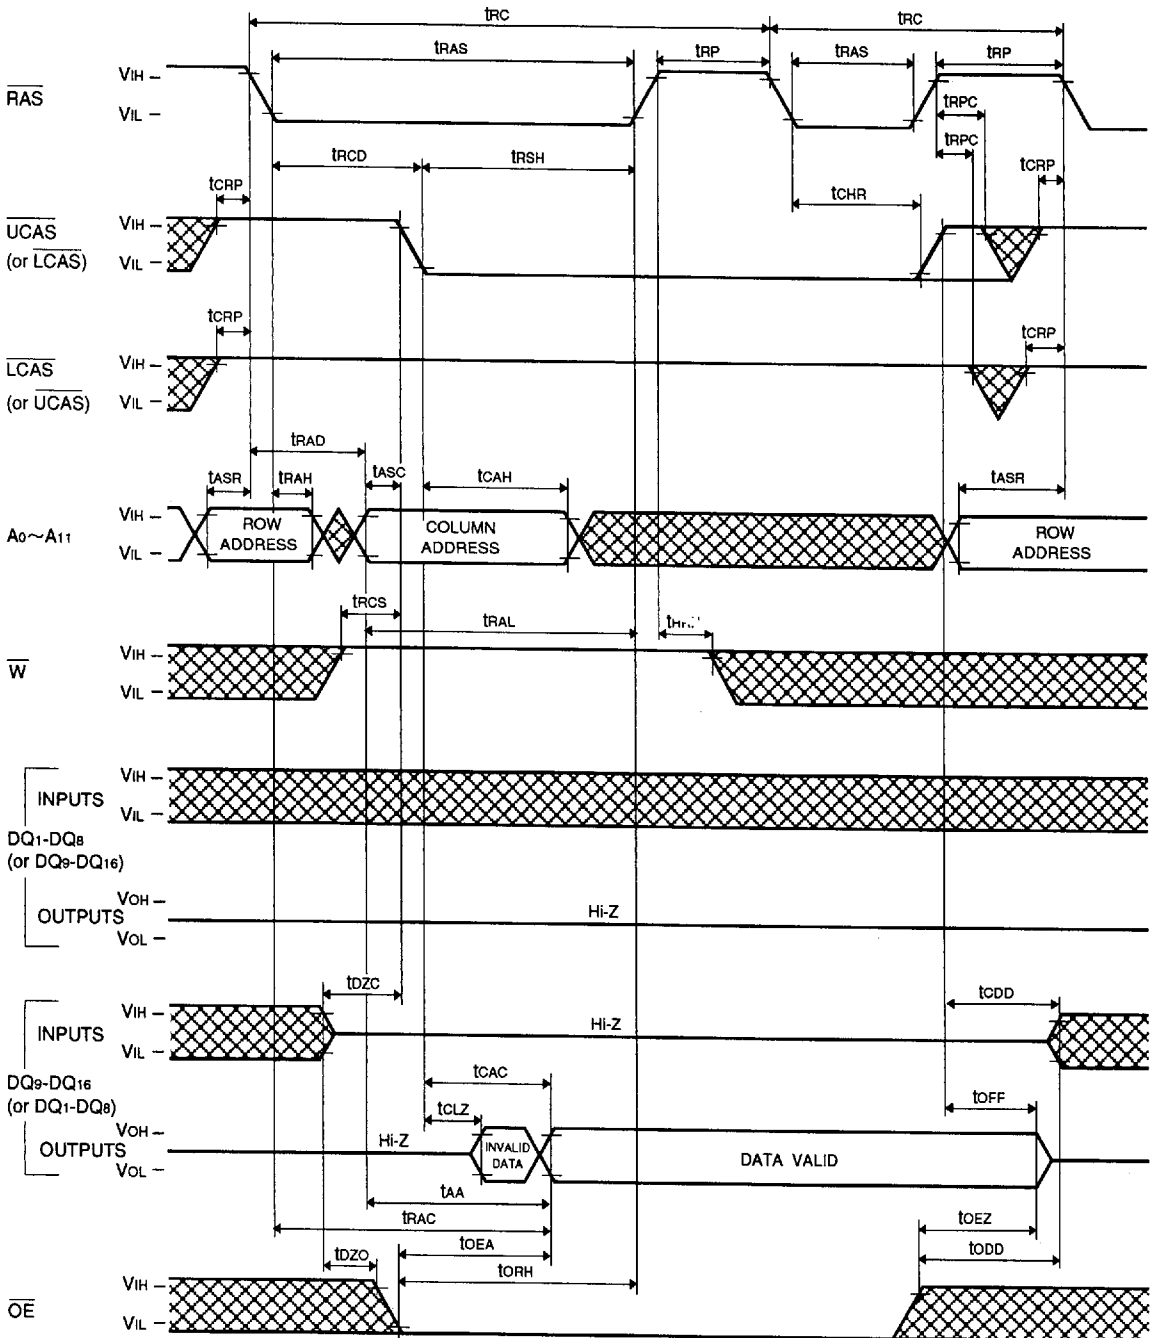 tRC tRC
tRAS tRP tRAS tRP
RAS VIH
VIL
tRPC
tRPC
tRCD tRSH
tCRP tCHR tCRP
UCAS VIH
(or LCAS) VIL
tCRP tCRP
LCAS VIH
(or UCAS) VIL
tRAD
tASR tRAH tASC tCAH tASR
A0~A11 VIH
VIL
ROW
ADDRESS
COLUMN
ADDRESS
ROW
ADDRESS
tRCS tRAL
W VIH
VIL
INPUTS VIH
VIL
DQ1-DQ8
(or DQ9-DQ16)
OUTPUTS VOH
VOL
Hi-Z
tDZC tCDD
INPUTS VIH
VIL
Hi-Z
DQ9-DQ16
(or DQ1-DQ8)
tCAC
tCLZ tOFF
OUTPUTS VOH
VOL
Hi-Z
INVALID
DATA
DATA VALID
tAA
tRAC tOEZ
tOEA tODD
tDZO tORH
OE VIH
VIL